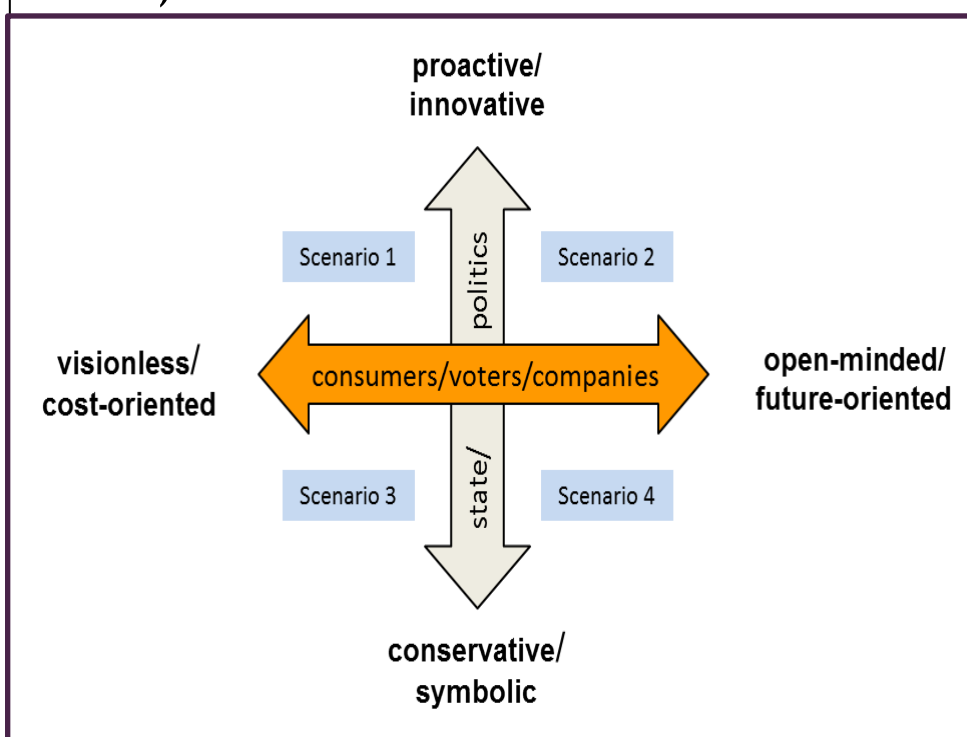 proactive/
innovative
Scenario 1
Scenario 2
state/ politics
visionless/
cost-oriented
consumers/voters/companies
open-minded/
future-oriented
Scenario 3
Scenario 4
conservative/
symbolic